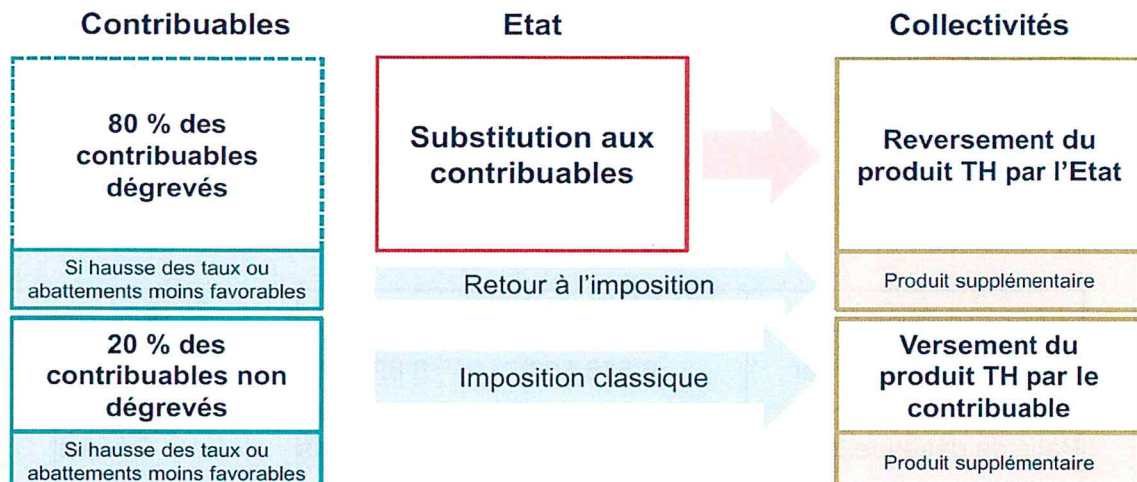 Contribuables
Etat
Collectivités
80 % des
contribuables
dégrevés
Substitution aux
contribuables
Reversement du
produit TH par l'Etat
Si hausse des taux ou
abattements moins favorables
Retour à l'imposition
Produit supplémentaire
20 % des
contribuables non
dégrevés
Imposition classique
Versement du
produit TH par le
contribuable
Si hausse des taux ou
abattements moins favorables
Produit supplémentaire